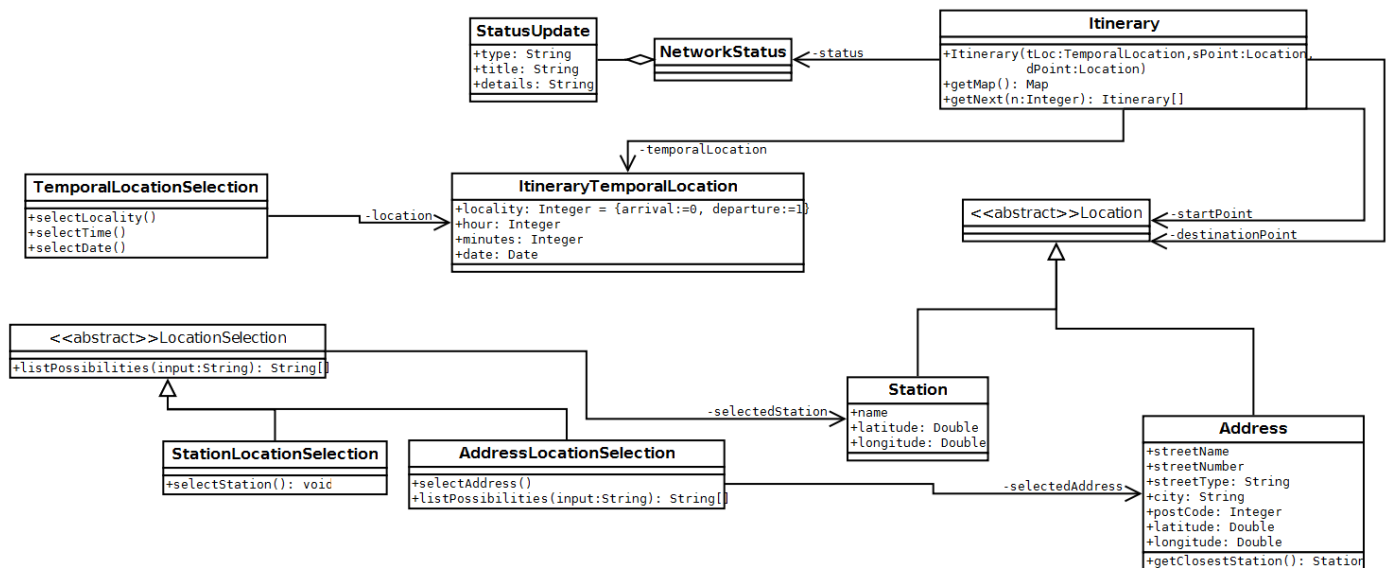 StatusUpdate
+type: String
+title: String
+details: String
NetworkStatus
-status
Itinerary
+Itinerary(tLoc:TemporalLocation,sPoint:Location,
dPoint:Location)
+getMap(): Map
+getNext(n:Integer): Itinerary[]
-temporalLocation
TemporalLocationSelection
+selectLocality()
+selectTime()
+selectDate()
-location
ItineraryTemporalLocation
+locality: Integer = {arrival:=0, departure:=1}
+hour: Integer
+minutes: Integer
+date: Date
<<abstract>>Location
-startPoint
-destinationPoint
<<abstract>>LocationSelection
+listPossibilities(input:String): String[]
-selectedStation
Station
+name
+latitude: Double
+longitude: Double
StationLocationSelection
+selectStation(): void
AddressLocationSelection
+selectAddress()
+listPossibilities(input:String): String[]
-selectedAddress
Address
+streetName
+streetNumber
+streetType: String
+city: String
+postCode: Integer
+latitude: Double
+longitude: Double
+getClosestStation(): Station